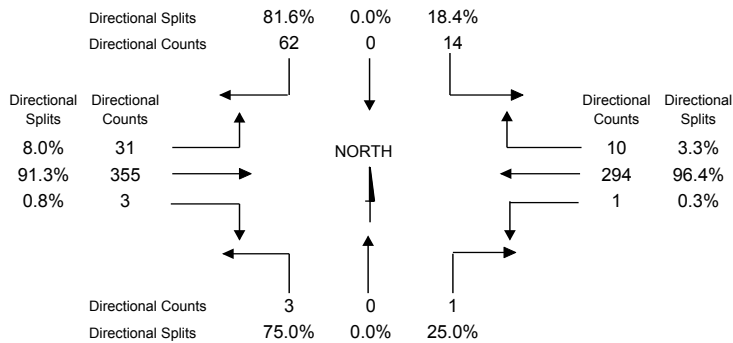 Directional Splits 81.6% 0.0% 18.4%
Directional Counts 62 0 14
Directional Directional Directional Directional
Splits Counts Counts Splits
8.0% 31 10 3.3%
NORTH
91.3% 355 294 96.4%
0.8% 3 1 0.3%
Directional Counts 3 0 1
Directional Splits 75.0% 0.0% 25.0%